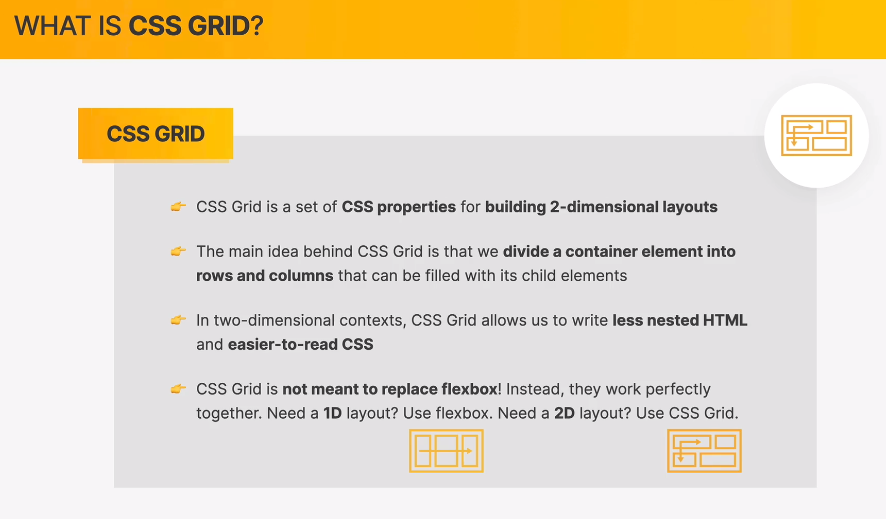 WHAT IS CSS GRID?
CSS GRID
CSS Grid is a set of CSS properties for building 2-dimensional layouts
The main idea behind CSS Grid is that we divide a container element into
rows and columns that can be filled with its child elements
In two-dimensional contexts, CSS Grid allows us to write less nested HTML
and easier-to-read CSS
CSS Grid is not meant to replace flexbox! Instead, they work perfectly
together. Need a 1D layout? Use flexbox. Need a 2D layout? Use CSS Grid.